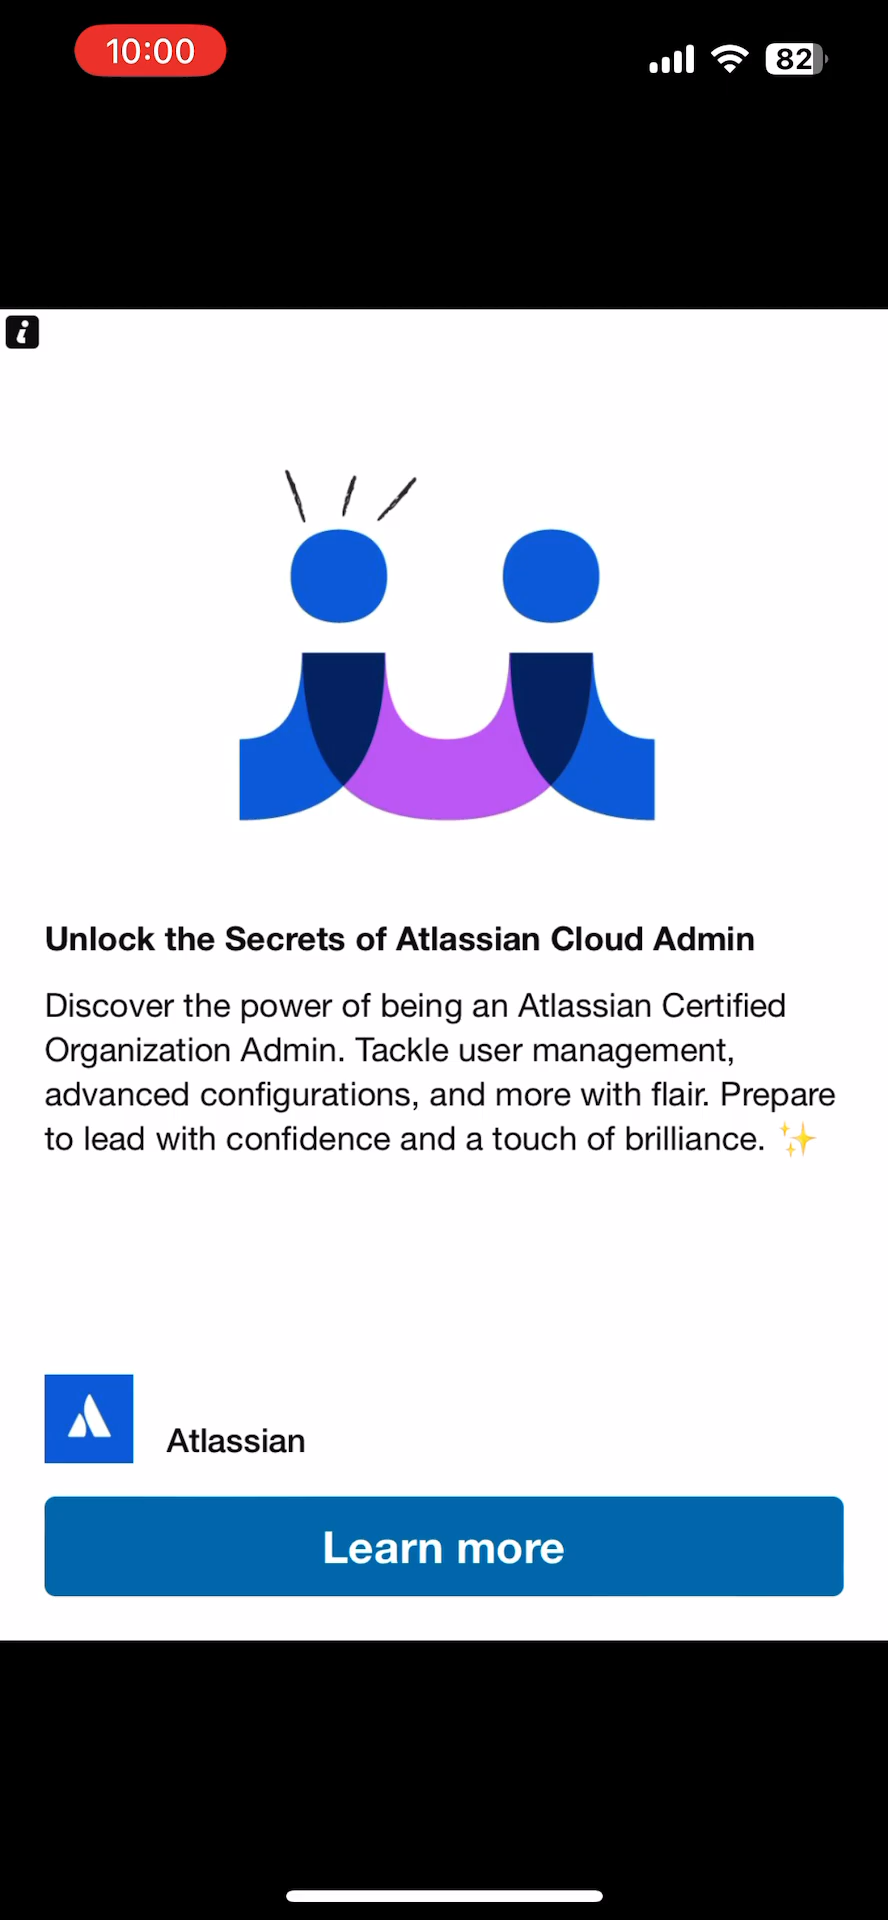 10:00
82
Unlock the Secrets of Atlassian Cloud Admin
Discover the power of being an Atlassian Certified
Organization Admin. Tackle user management,
advanced configurations, and more with flair. Prepare
to lead with confidence and a touch of brilliance. ✨
Atlassian
Learn more